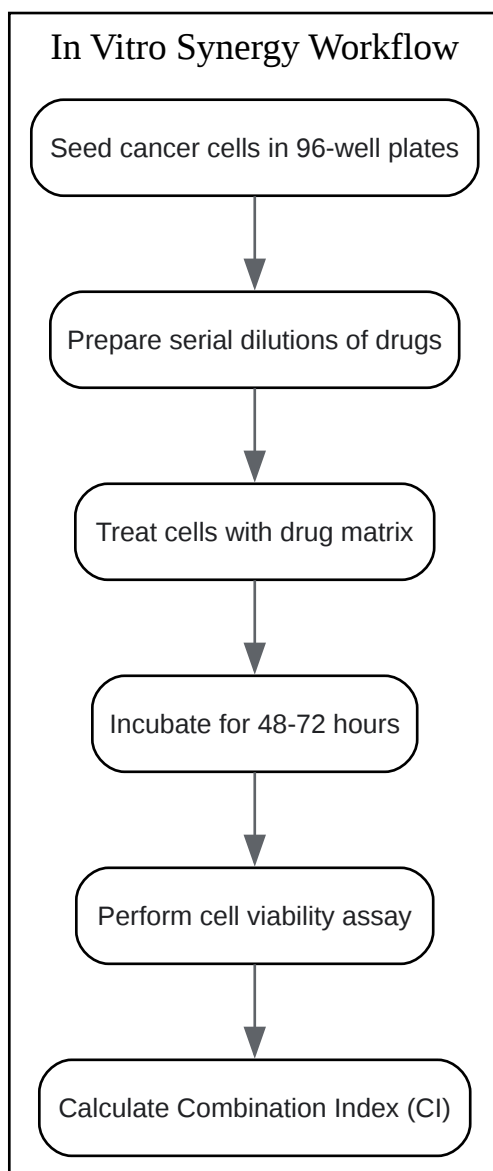 In Vitro Synergy Workflow
Seed cancer cells in 96-well plates
Prepare serial dilutions of drugs
Treat cells with drug matrix
Incubate for 48-72 hours
Perform cell viability assay
Calculate Combination Index (CI)